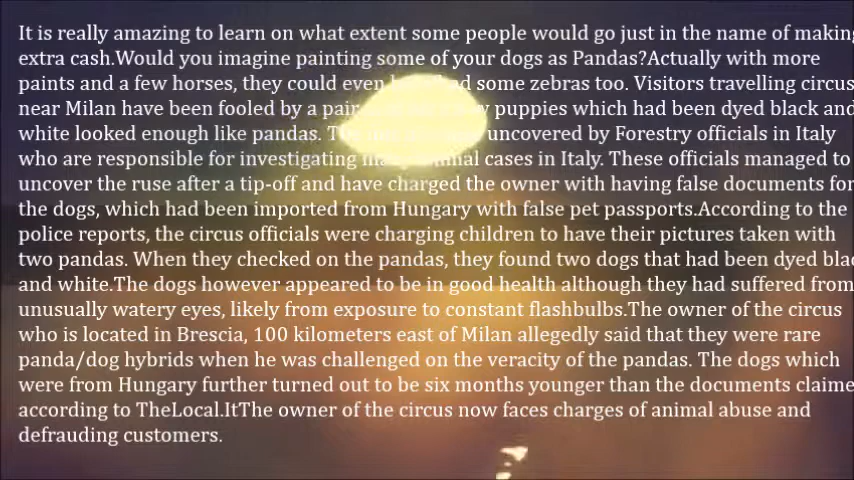 It is really amazing to learn on what extent some people would go just in the name of making
extra cash.Would you imagine painting some of your dogs as Pandas?Actually with more
paints and a few horses, they could even had some zebras too. Visitors travelling circus
near Milan have been fooled by a pair puppies which had been dyed black and
white looked enough like pandas. uncovered by Forestry officials in Italy
who are responsible for investigating animal cases in Italy. These officials managed to
uncover the ruse after a tip-off and have charged the owner with having false documents for
the dogs, which had been imported from Hungary with false pet passports.According to the
police reports, the circus officials were charging children to have their pictures taken with
two pandas. When they checked on the pandas, they found two dogs that had been dyed blac
and white.The dogs however appeared to be in good health although they had suffered from
unusually watery eyes, likely from exposure to constant flashbulbs.The owner of the circus
who is located in Brescia, 100 kilometers east of Milan allegedly said that they were rare
panda/dog hybrids when he was challenged on the veracity of the pandas. The dogs which
were from Hungary further turned out to be six months younger than the documents claime
according to TheLocal.ItThe owner of the circus now faces charges of animal abuse and
defrauding customers.